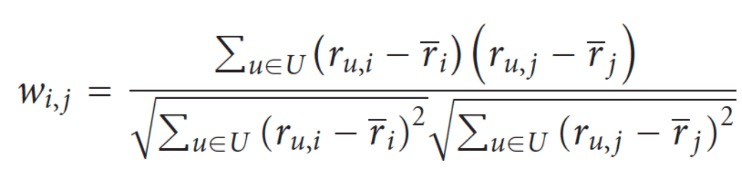 $$w_{i,j} = \frac{\sum_{u \in U} (r_{u,i} - \overline{r}_i)(r_{u,j} - \overline{r}_j)}{\sqrt{\sum_{u \in U} (r_{u,i} - \overline{r}_i)^2} \sqrt{\sum_{u \in U} (r_{u,j} - \overline{r}_j)^2}}$$